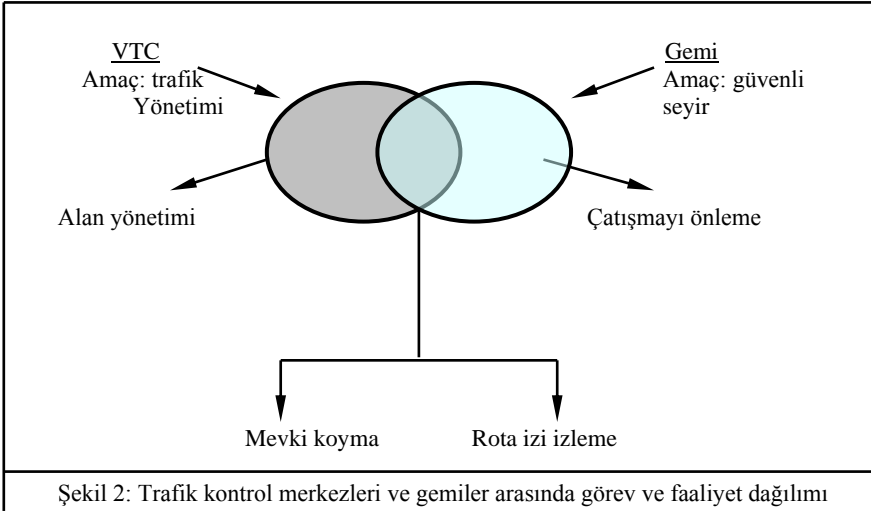 VTC
Amaç: trafik
Yönetimi
Gemi
Amaç: güvenli
seyir
Alan yönetimi
Çatışmayı önleme
Mevki koyma
Rota izi izleme
Şekil 2: Trafik kontrol merkezleri ve gemiler arasında görev ve faaliyet dağılımı